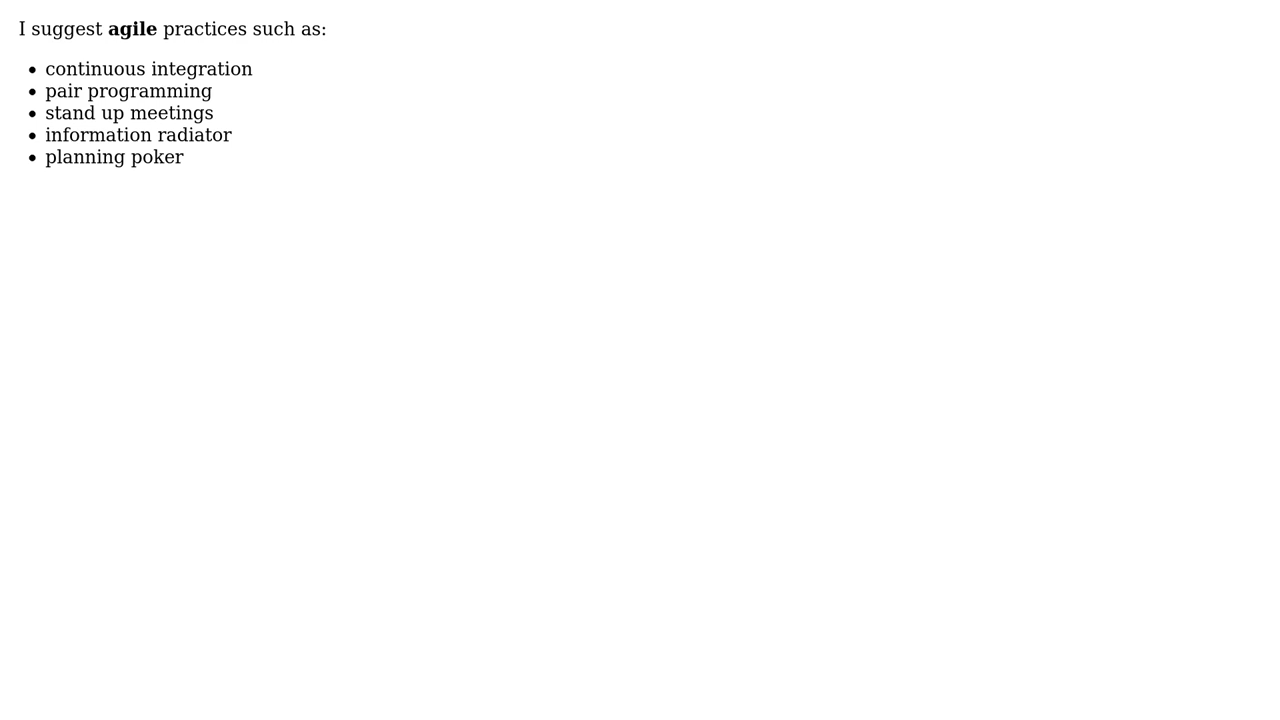 I suggest agile practices such as:
continuous integration
pair programming
stand up meetings
information radiator
planning poker